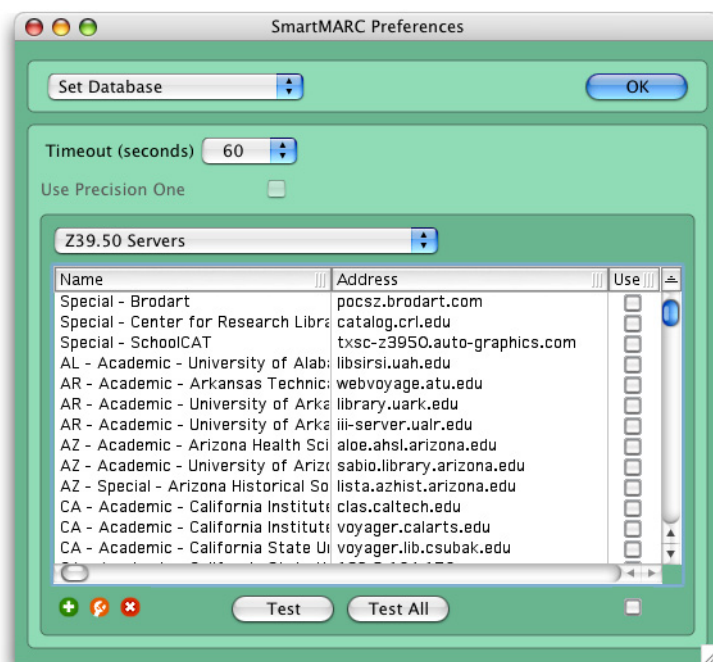 SmartMARC Preferences
Set Database
OK
Timeout (seconds) 60
Use Precision One
Z39.50 Servers
Name Address Use
Special - Brodart pocsz.brodart.com
Special - Center for Research Libra catalog.crl.edu
Special - SchoolCAT txsc-z3950.auto-graphics.com
AL - Academic - University of Alab libsirsi.uah.edu
AR - Academic - Arkansas Technic webvoyage.atu.edu
AR - Academic - University of Arka library.uark.edu
AR - Academic - University of Arka iii-server.ualr.edu
AZ - Academic - Arizona Health Sci aloe.ahsl.arizona.edu
AZ - Academic - University of Arizo sabio.library.arizona.edu
AZ - Special - Arizona Historical So lista.azhist.arizona.edu
CA - Academic - California Institute clas.caltech.edu
CA - Academic - California Institute voyager.calarts.edu
CA - Academic - California State Un voyager.lib.csubak.edu
Test Test All